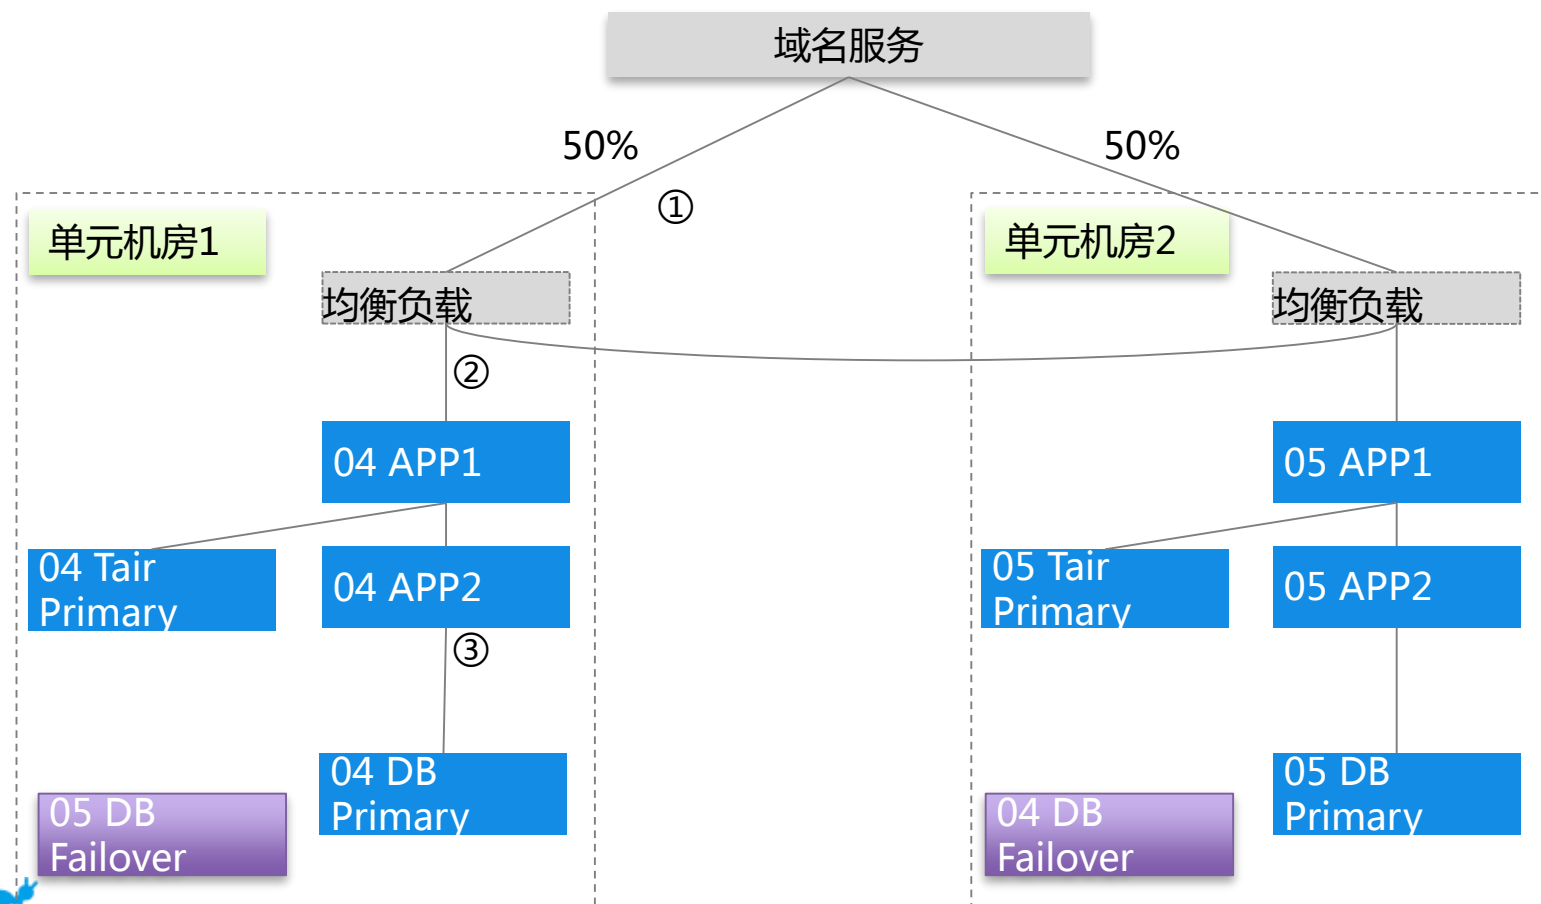 域名服务
50%
50%
①
单元机房1
单元机房2
均衡负载
均衡负载
②
04 APP1
05 APP1
04 Tair
Primary
04 APP2
05 Tair
Primary
05 APP2
③
04 DB
Primary
05 DB
Primary
05 DB
Failover
04 DB
Failover